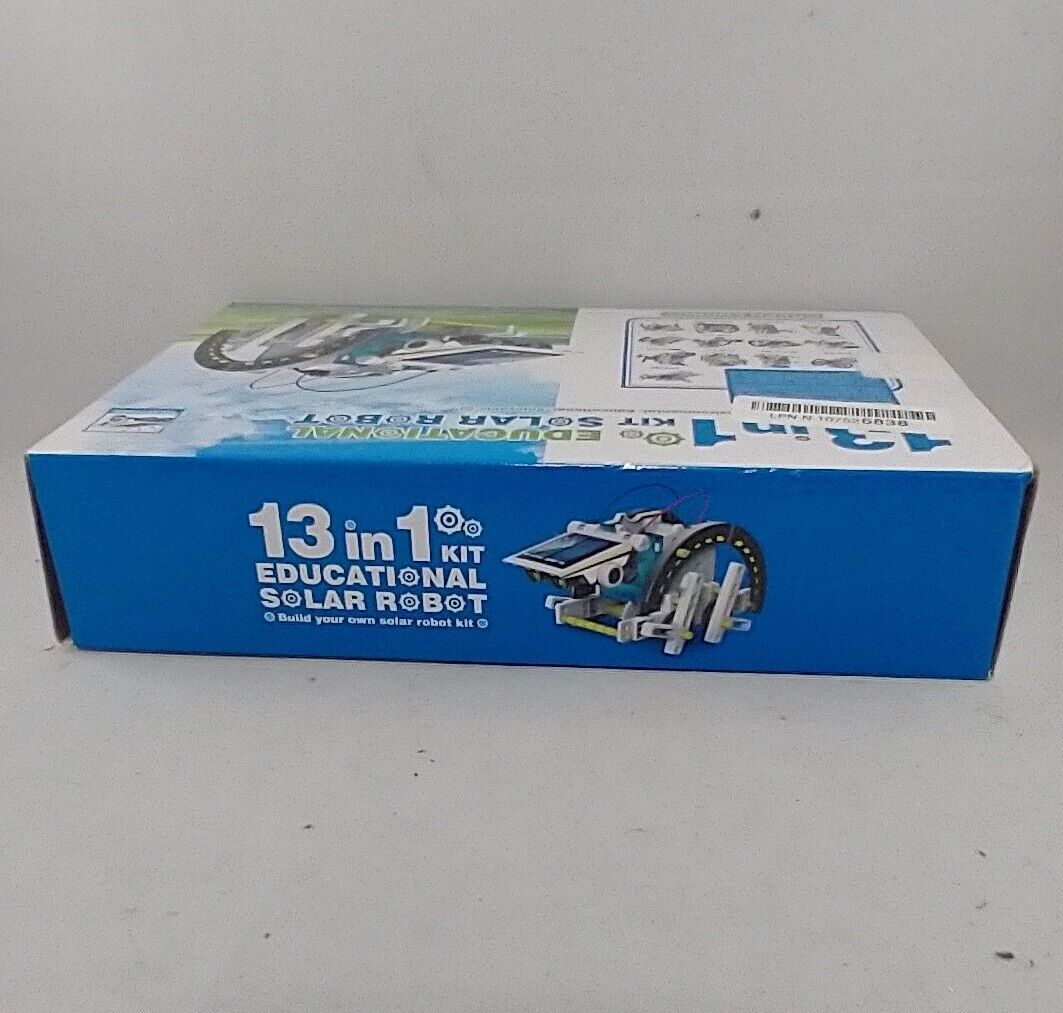 13 in 1 KIT
EDUCATIONAL
SOLAR ROBOT
Build your own solar robot kit
13 in 1
EDUCATIONAL
KIT SOLAR ROBOT